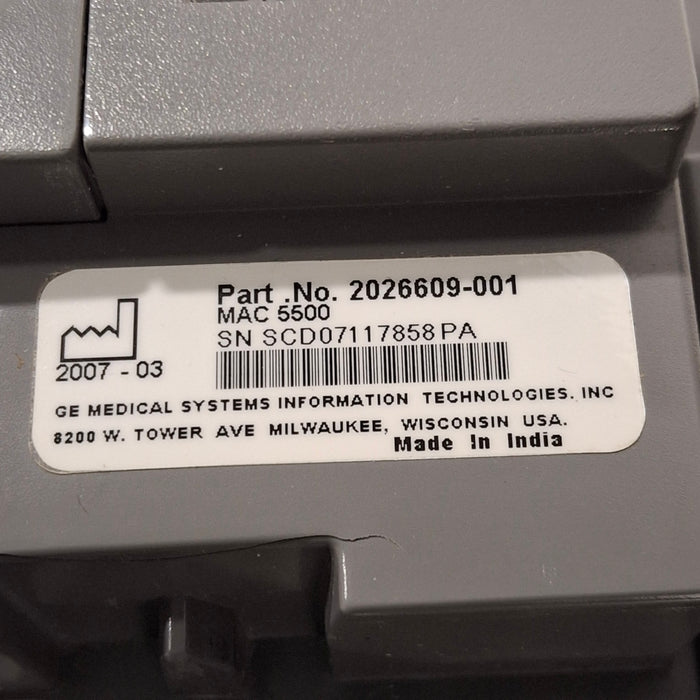 Part .No. 2026609-001
MAC 5500
SN SCD07117858PA
2007 - 03
GE MEDICAL SYSTEMS INFORMATION TECHNOLOGIES. INC
8200 W. TOWER AVE MILWAUKEE, WISCONSIN USA.
Made In India